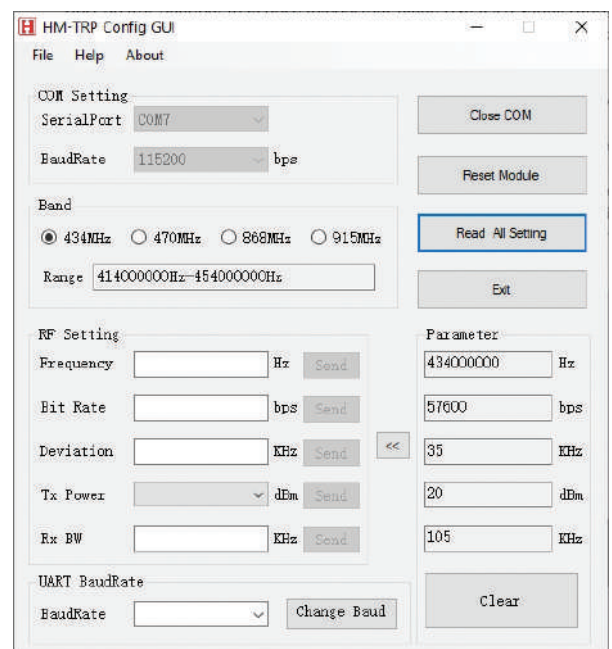 H HM-TRP Config GUI
File Help About
COM Setting
SerialPort COM7
BaudRate 115200 bps
Close COM
Reset Module
Read All Setting
Exit
Band
434MHz 470MHz 868MHz 915MHz
Range 414000000Hz-454000000Hz
RF Setting
Frequency Hz Send
Bit Rate bps Send
Deviation KHz Send
Tx Power dBm Send
Rx BW KHz Send
<<
Parameter
434000000 Hz
57600 bps
35 KHz
20 dBm
105 KHz
Clear
UART BaudRate
BaudRate Change Baud